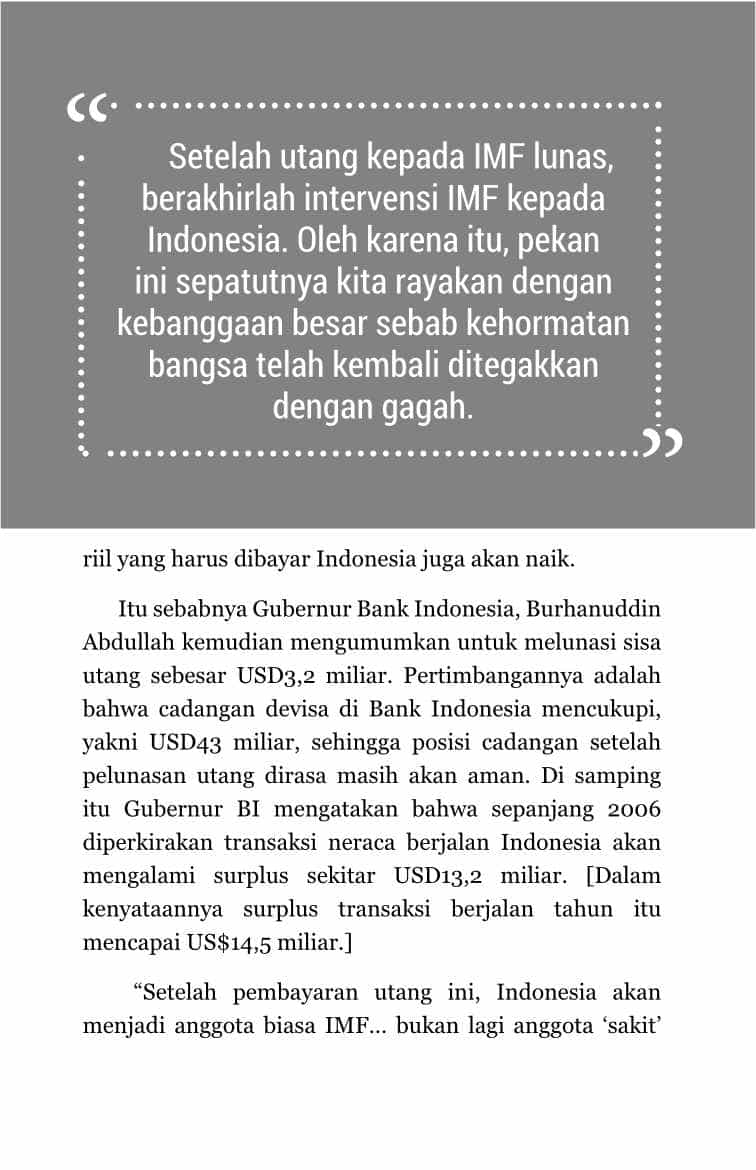 “
Setelah utang kepada IMF lunas,
berakhirlah intervensi IMF kepada
Indonesia. Oleh karena itu, pekan
ini sepatutnya kita rayakan dengan
kebanggaan besar sebab kehormatan
bangsa telah kembali ditegakkan
dengan gagah.
”
riil yang harus dibayar Indonesia juga akan naik.
Itu sebabnya Gubernur Bank Indonesia, Burhanuddin
Abdullah kemudian mengumumkan untuk melunasi sisa
utang sebesar USD3,2 miliar. Pertimbangannya adalah
bahwa cadangan devisa di Bank Indonesia mencukupi,
yakni USD43 miliar, sehingga posisi cadangan setelah
pelunasan utang dirasa masih akan aman. Di samping
itu Gubernur BI mengatakan bahwa sepanjang 2006
diperkirakan transaksi neraca berjalan Indonesia akan
mengalami surplus sekitar USD13,2 miliar. [Dalam
kenyataannya surplus transaksi berjalan tahun itu
mencapai US$14,5 miliar.]
“Setelah pembayaran utang ini, Indonesia akan
menjadi anggota biasa IMF... bukan lagi anggota ‘sakit’